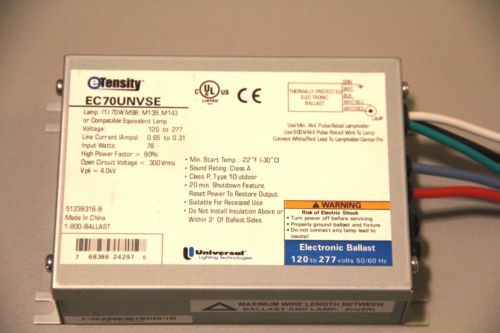 eTensity
EC70UNVSE
Lamp: (1) 70W M98, M139, M143
or Compatible Equivalent Lamp
Voltage: 120 to 277
Line Current (Amps): 0.65 to 0.31
Input Watts 78
High Power Factor > 90%
Open Circuit Voltage < 300Vrms
Vpk = 4.0kV
51238316-B
Made In China
1-800-BALLAST
7 68386 24297 0
C UL US
LISTED
• Min. Start Temp. -22°F (-30°C)
• Sound Rating: Class A
• Class P, Type 1 Outdoor
• 20 min. Shutdown Feature.
Reset Power To Restore Output.
• Suitable For Recessed Use
• Do Not Install Insulation Above or
Within 3" Of Ballast Sides
Universal
Lighting Technologies
THERMALLY PROTECTED
ELECTRONIC
BALLAST
GRN
WHT
BLK
WHT/RED
WHT/BLU
LAMP
Use Min. 4kV Pulse Rated Lampholder
Use 600V/4kV Pulse Rated Wire To Lamp.
Connect White/Red Lead To Lampholder Center Pin.
WARNING
Risk of Electric Shock
• Turn power off before servicing
• Properly ground ballast and fixture
• Do not connect any lamp lead to
neutral
Electronic Ballast
120 to 277 volts 50/60 Hz
MAXIMUM WIRE LENGTH BETWEEN
BALLAST AND LAMP: